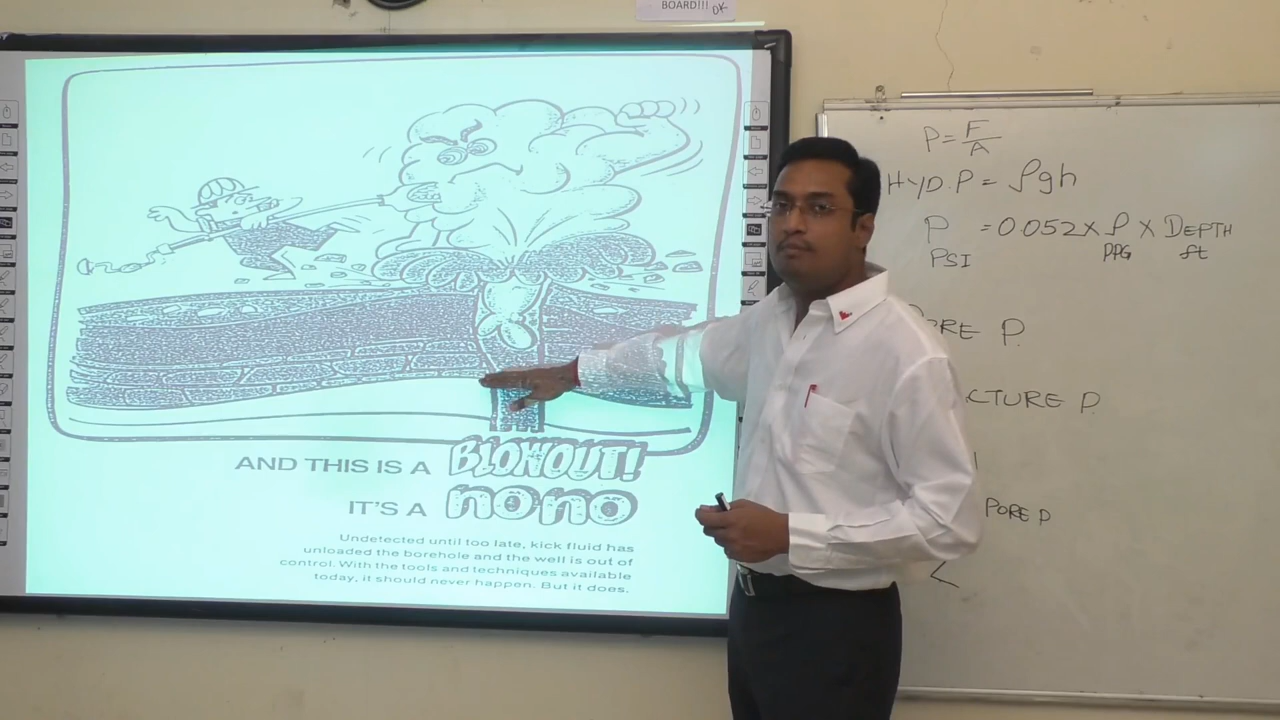 BOARD!!! OK
AND THIS IS A BLOWOUT!
IT'S A no-no
Undetected until too late, kick fluid has
unloaded the borehole and the well is out of
control. With the tools and techniques available
today, it should never happen. But it does.
P = F/A
HYD. P = ρgh
P = 0.052 x ρ x DEPTH
PSI PPG ft
ORE P.
CTURE P.
PORE P
<